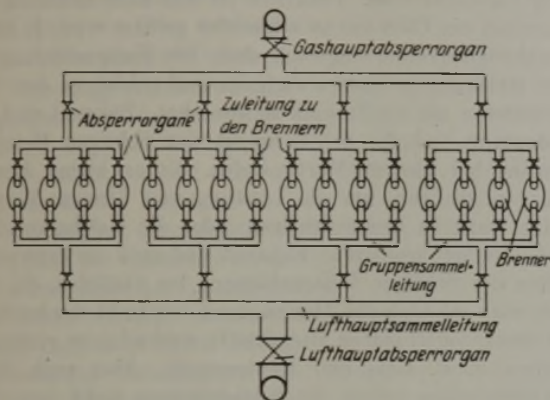 Gashauptabsperrorgan
Absperrorgane
Zuleitung zu
den Brennern
Gruppensammel-
leitung
Brenner
Lufthauptsammelleitung
Lufthauptabsperrorgan